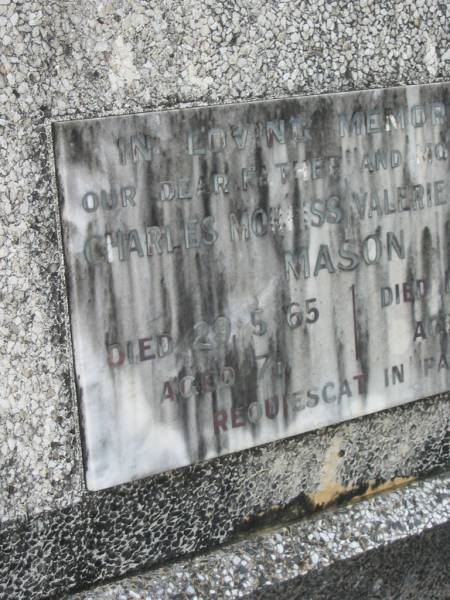 IN LOVING MEMOR
OUR DEAR FATHER AND MO
CHARLES VALERIE
MASON
DIED 29.5.65 DIED
AGED 71 AG
REQUIESCAT IN PA